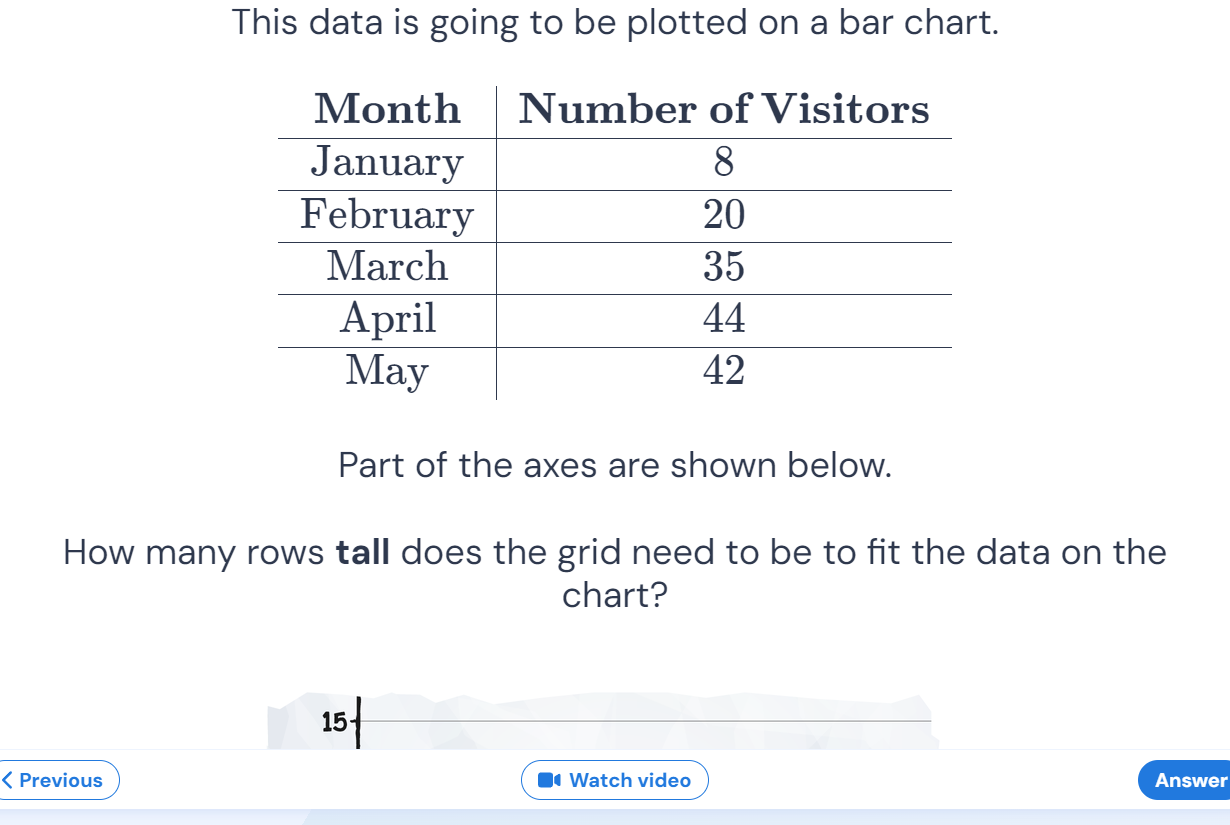 This data is going to be plotted on a bar chart.
Month Number of Visitors
January 8
February 20
March 35
April 44
May 42
Part of the axes are shown below.
How many rows tall does the grid need to be to fit the data on the
chart?
15
Previous Watch video Answer